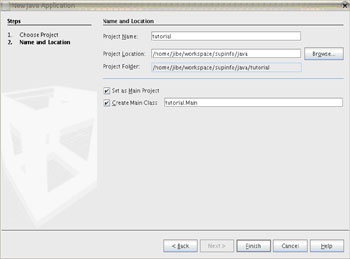 New Java Application
Steps
1. Choose Project
2. Name and Location
Name and Location
Project Name: tutorial
Project Location: /home/jibe/workspace/supinfo/java Browse...
Project Folder: /home/jibe/workspace/supinfo/java/tutorial
Set as Main Project
Create Main Class tutorial.Main
< Back Next > Finish Cancel Help